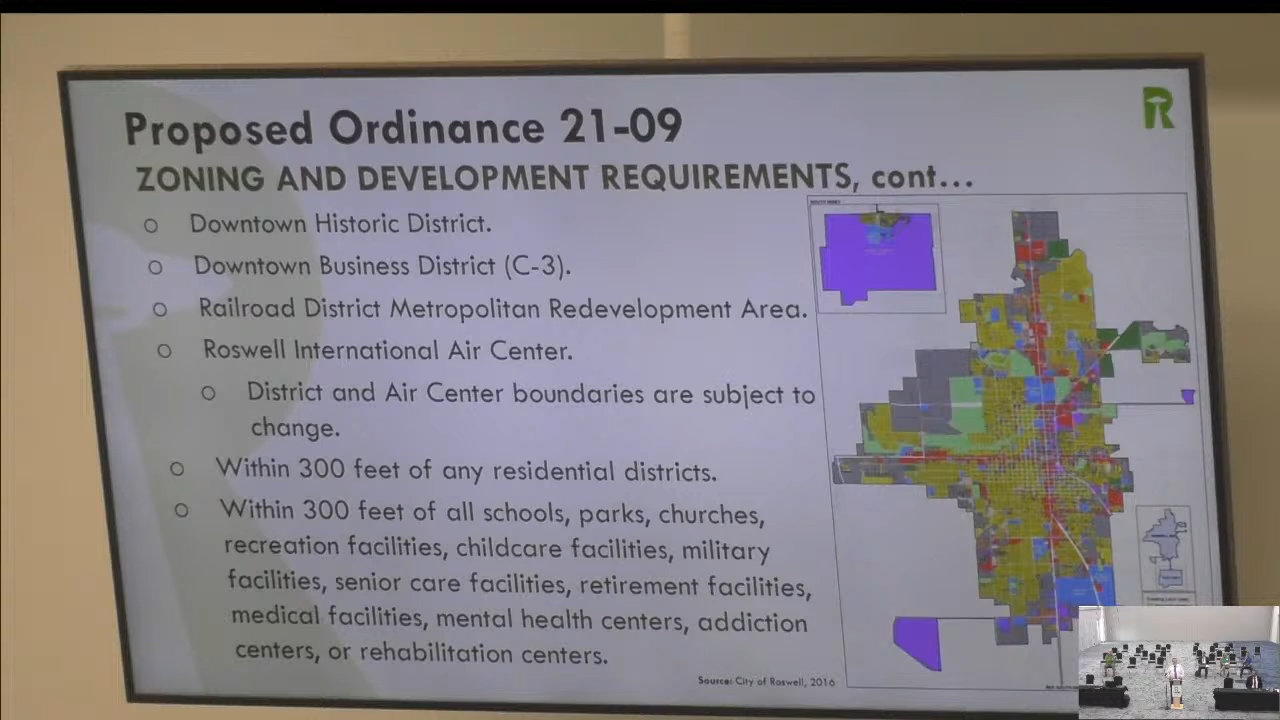 Proposed Ordinance 21-09
R
ZONING AND DEVELOPMENT REQUIREMENTS, cont...
○ Downtown Historic District.
○ Downtown Business District (C-3).
○ Railroad District Metropolitan Redevelopment Area.
○ Roswell International Air Center.
○ District and Air Center boundaries are subject to
change.
○ Within 300 feet of any residential districts.
○ Within 300 feet of all schools, parks, churches,
recreation facilities, childcare facilities, military
facilities, senior care facilities, retirement facilities,
medical facilities, mental health centers, addiction
centers, or rehabilitation centers.
Source: City of Roswell, 2016